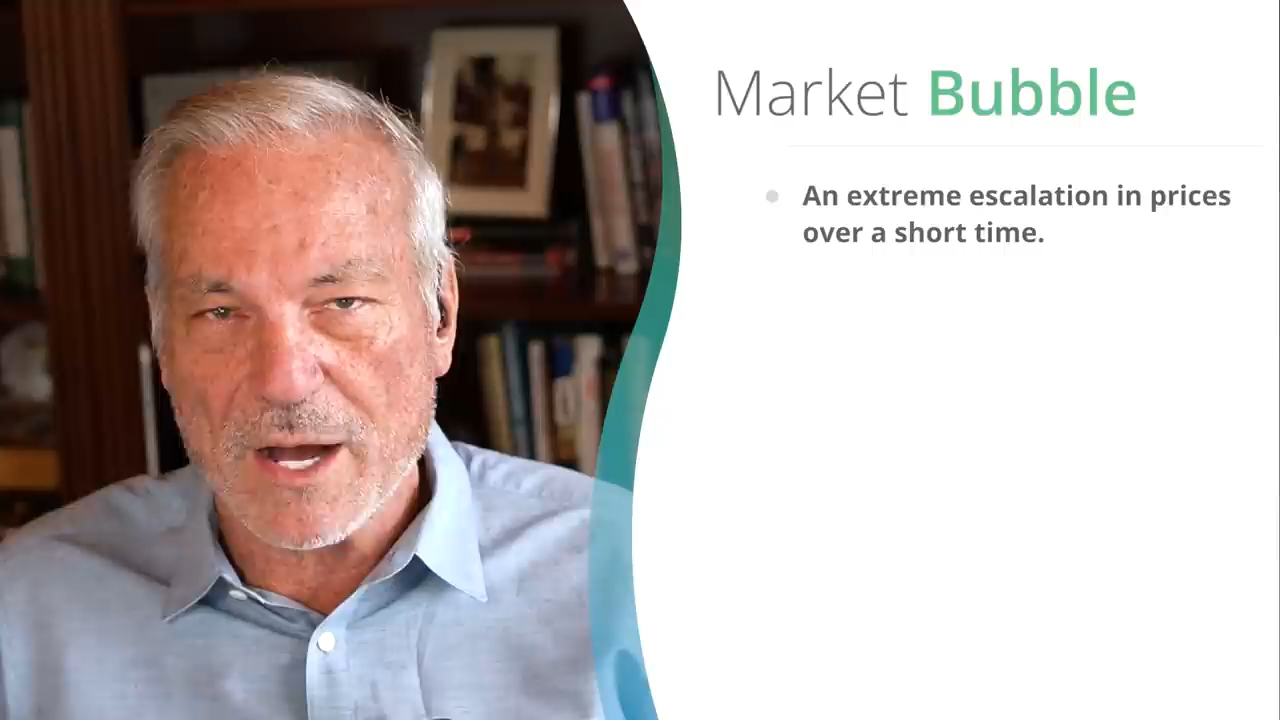 Market Bubble
An extreme escalation in prices
over a short time.